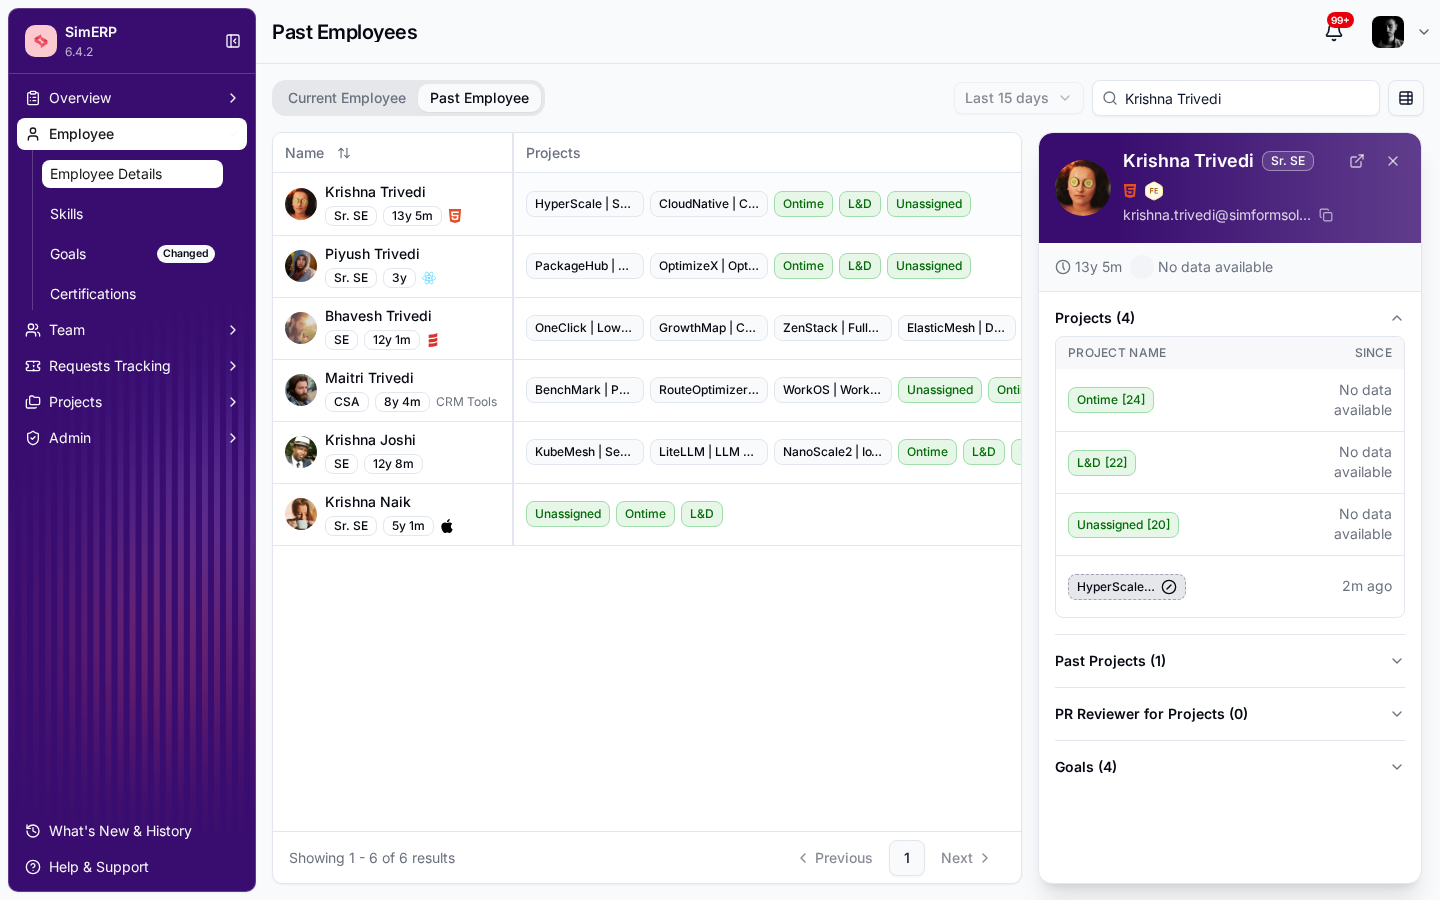 SimERP
6.4.2
Overview
Employee
Employee Details
Skills
Goals
Changed
Certifications
Team
Requests Tracking
Projects
Admin
What's New & History
Help & Support
Past Employees
99+
Current Employee
Past Employee
Last 15 days
Krishna Trivedi
Name
Projects
Krishna Trivedi
Sr. SE
13y 5m
HyperScale | S...
CloudNative | C...
Ontime
L&D
Unassigned
Piyush Trivedi
Sr. SE
3y
PackageHub | ...
OptimizeX | Opt...
Ontime
L&D
Unassigned
Bhavesh Trivedi
SE
12y 1m
OneClick | Low...
GrowthMap | C...
ZenStack | Full...
ElasticMesh | D...
Maitri Trivedi
CSA
8y 4m
CRM Tools
BenchMark | P...
RouteOptimizer...
WorkOS | Work...
Unassigned
Onti
Krishna Joshi
SE
12y 8m
KubeMesh | Se...
LiteLLM | LLM ...
NanoScale2 | Io...
Ontime
L&D
Krishna Naik
Sr. SE
5y 1m
Unassigned
Ontime
L&D
Showing 1 - 6 of 6 results
Previous
1
Next
Krishna Trivedi
Sr. SE
FE
krishna.trivedi@simformsol...
13y 5m
No data available
Projects (4)
PROJECT NAME
SINCE
Ontime [24]
No data
available
L&D [22]
No data
available
Unassigned [20]
No data
available
HyperScale...
2m ago
Past Projects (1)
PR Reviewer for Projects (0)
Goals (4)